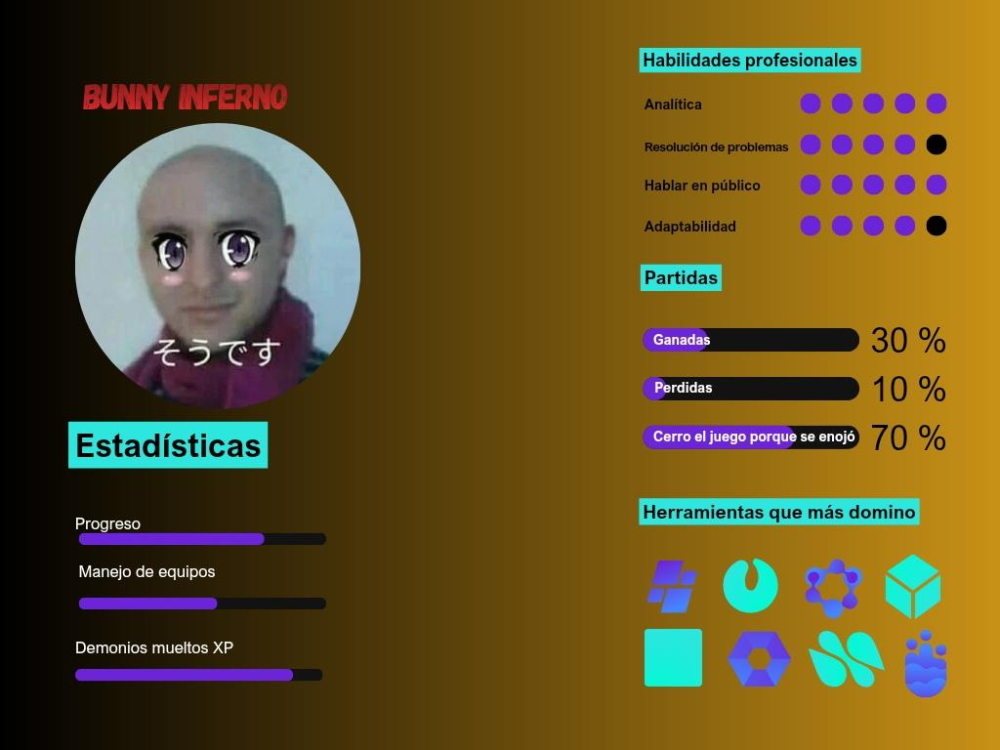 BUNNY INFERNO
そうです
Estadísticas
Progreso
Manejo de equipos
Demonios mueltos XP
Habilidades profesionales
Analítica
Resolución de problemas
Hablar en público
Adaptabilidad
Partidas
Ganadas 30 %
Perdidas 10 %
Cerro el juego porque se enojó 70 %
Herramientas que más domino